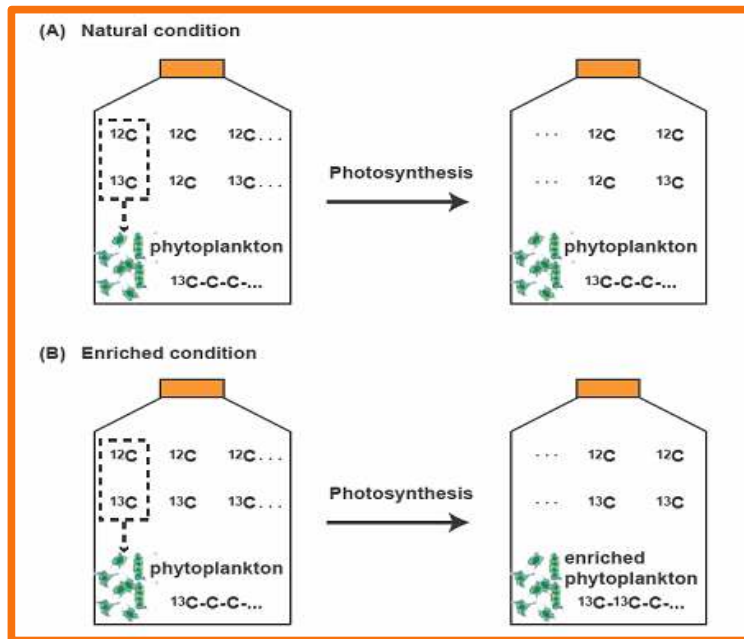 (A) Natural condition
¹²C ¹²C ¹²C... ... ¹²C ¹²C
¹³C ¹²C ¹³C... ... ¹²C ¹³C
Photosynthesis
phytoplankton phytoplankton
¹³C-C-C-... ¹³C-C-C-...
(B) Enriched condition
¹²C ¹²C ¹²C... ... ¹²C ¹²C
¹³C ¹³C ¹³C... ... ¹³C ¹³C
Photosynthesis
phytoplankton enriched
phytoplankton
¹³C-C-C-... ¹³C-¹³C-C-...